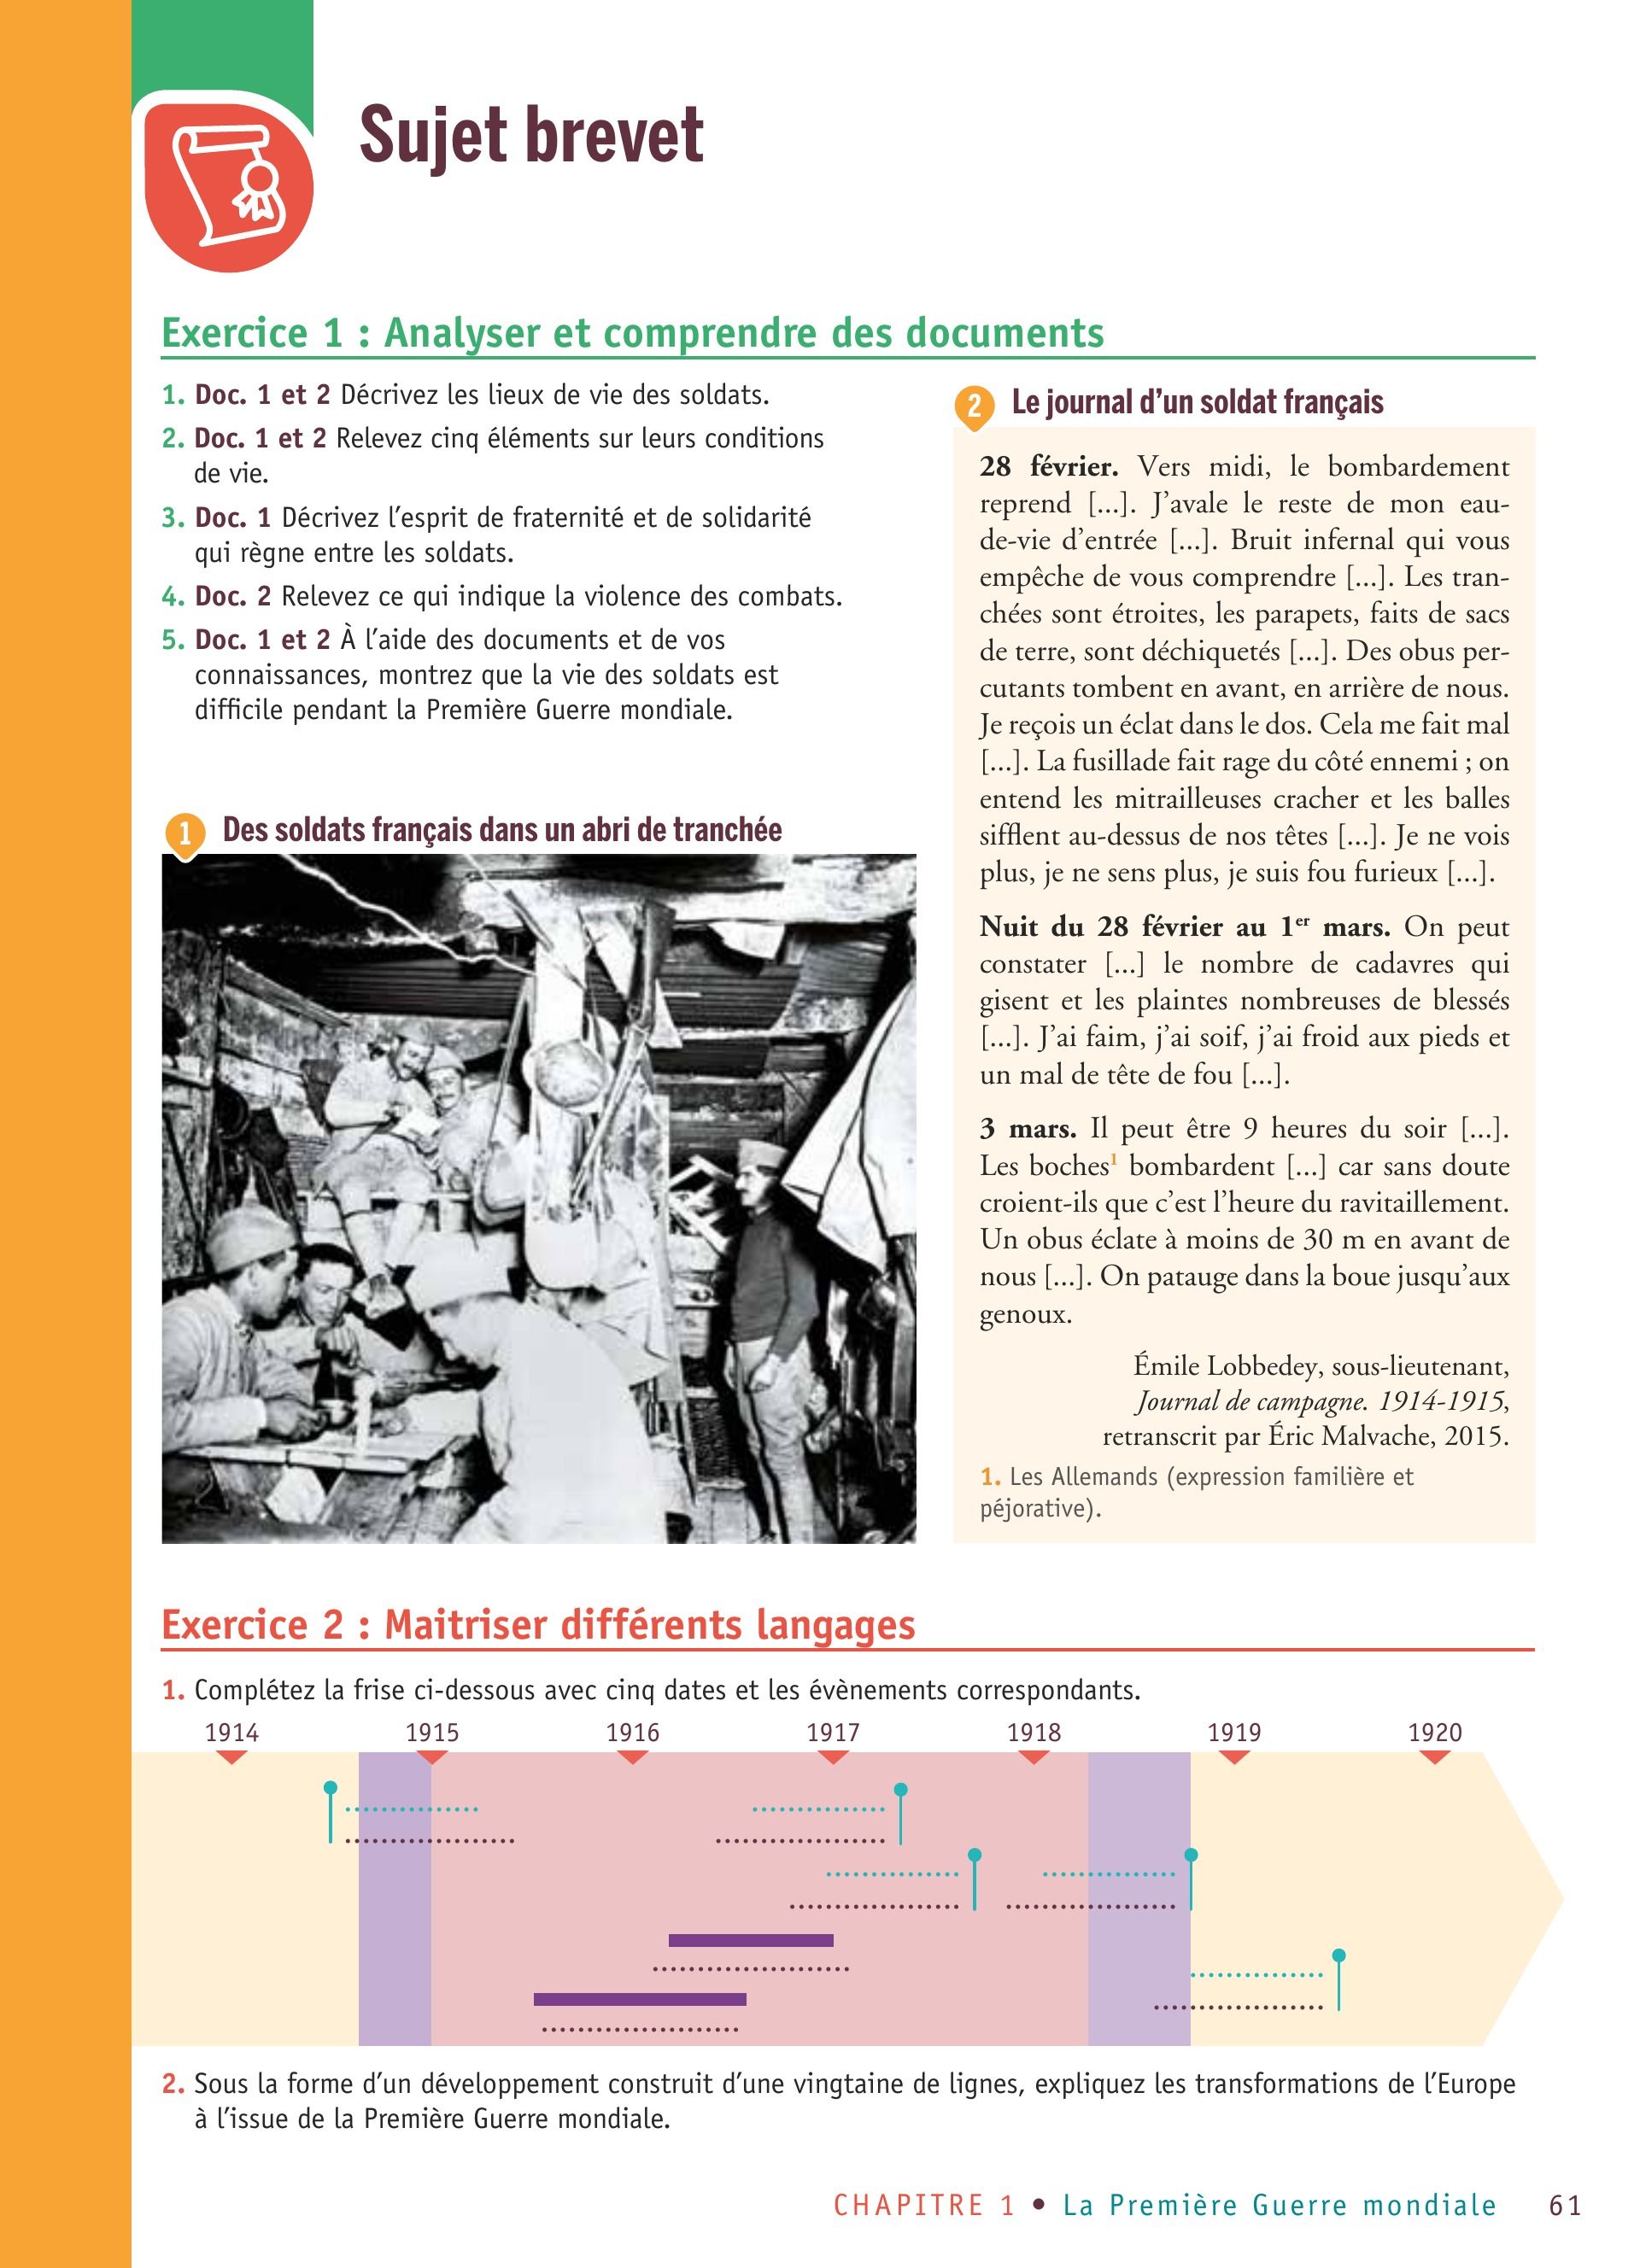 Sujet brevet
Exercice 1 : Analyser et comprendre des documents
1. Doc. 1 et 2 Décrivez les lieux de vie des soldats.
2. Doc. 1 et 2 Relevez cinq éléments sur leurs conditions
de vie.
3. Doc. 1 Décrivez l’esprit de fraternité et de solidarité
qui règne entre les soldats.
4. Doc. 2 Relevez ce qui indique la violence des combats.
5. Doc. 1 et 2 À l’aide des documents et de vos
connaissances, montrez que la vie des soldats est
difficile pendant la Première Guerre mondiale.
1 Des soldats français dans un abri de tranchée
2 Le journal d’un soldat français
28 février. Vers midi, le bombardement
reprend [...]. J’avale le reste de mon eau-
de-vie d’entrée [...]. Bruit infernal qui vous
empêche de vous comprendre [...]. Les tran-
chées sont étroites, les parapets, faits de sacs
de terre, sont déchiquetés [...]. Des obus per-
cutants tombent en avant, en arrière de nous.
Je reçois un éclat dans le dos. Cela me fait mal
[...]. La fusillade fait rage du côté ennemi ; on
entend les mitrailleuses cracher et les balles
sifflent au-dessus de nos têtes [...]. Je ne vois
plus, je ne sens plus, je suis fou furieux [...].
Nuit du 28 février au 1er mars. On peut
constater [...] le nombre de cadavres qui
gisent et les plaintes nombreuses de blessés
[...]. J’ai faim, j’ai soif, j’ai froid aux pieds et
un mal de tête de fou [...].
3 mars. Il peut être 9 heures du soir [...].
Les boches1 bombardent [...] car sans doute
croient-ils que c’est l’heure du ravitaillement.
Un obus éclate à moins de 30 m en avant de
nous [...]. On patauge dans la boue jusqu’aux
genoux.
Émile Lobbedey, sous-lieutenant,
Journal de campagne. 1914-1915,
retranscrit par Éric Malvache, 2015.
1. Les Allemands (expression familière et
péjorative).
Exercice 2 : Maitriser différents langages
1. Complétez la frise ci-dessous avec cinq dates et les évènements correspondants.
1914 1915 1916 1917 1918 1919 1920
2. Sous la forme d’un développement construit d’une vingtaine de lignes, expliquez les transformations de l’Europe
à l’issue de la Première Guerre mondiale.
CHAPITRE 1 • La Première Guerre mondiale 61